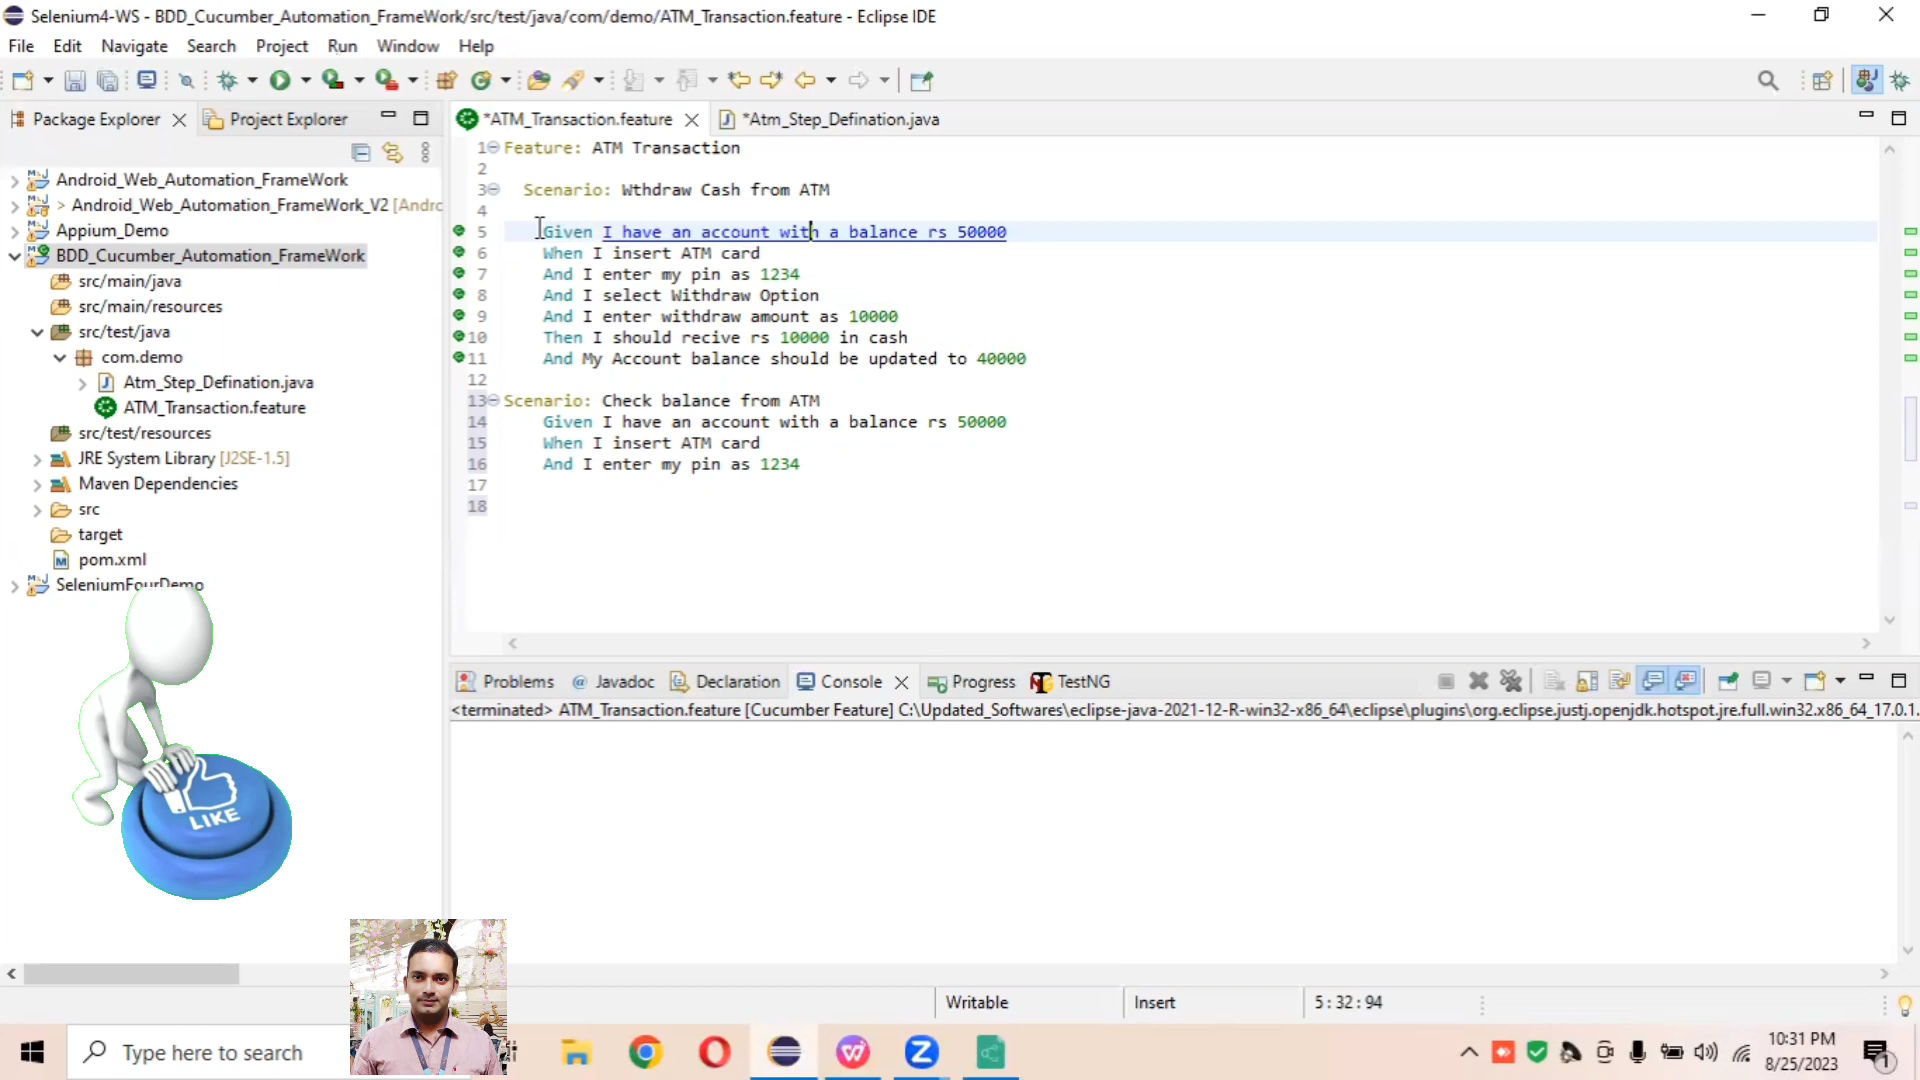 Selenium4-WS - BDD_Cucumber_Automation_FrameWork/src/test/java/com/demo/ATM_Transaction.feature - Eclipse IDE
File Edit Navigate Search Project Run Window Help
Package Explorer Project Explorer
*ATM_Transaction.feature *Atm_Step_Defination.java
Android_Web_Automation_FrameWork
> Android_Web_Automation_FrameWork_V2 [Andro
Appium_Demo
BDD_Cucumber_Automation_FrameWork
src/main/java
src/main/resources
src/test/java
com.demo
Atm_Step_Defination.java
ATM_Transaction.feature
src/test/resources
JRE System Library [J2SE-1.5]
Maven Dependencies
src
target
pom.xml
SeleniumFourDemo
LIKE
1 Feature: ATM Transaction
2
3 Scenario: Wthdraw Cash from ATM
4
5 Given I have an account with a balance rs 50000
6 When I insert ATM card
7 And I enter my pin as 1234
8 And I select Withdraw Option
9 And I enter withdraw amount as 10000
10 Then I should recive rs 10000 in cash
11 And My Account balance should be updated to 40000
12
13 Scenario: Check balance from ATM
14 Given I have an account with a balance rs 50000
15 When I insert ATM card
16 And I enter my pin as 1234
17
18
Problems Javadoc Declaration Console Progress TestNG
<terminated> ATM_Transaction.feature [Cucumber Feature] C:\Updated_Softwares\eclipse-java-2021-12-R-win32-x86_64\eclipse\plugins\org.eclipse.justj.openjdk.hotspot.jre.full.win32.x86_64_17.0.1.
Writable Insert 5:32:94
Type here to search
10:31 PM
8/25/2023
1